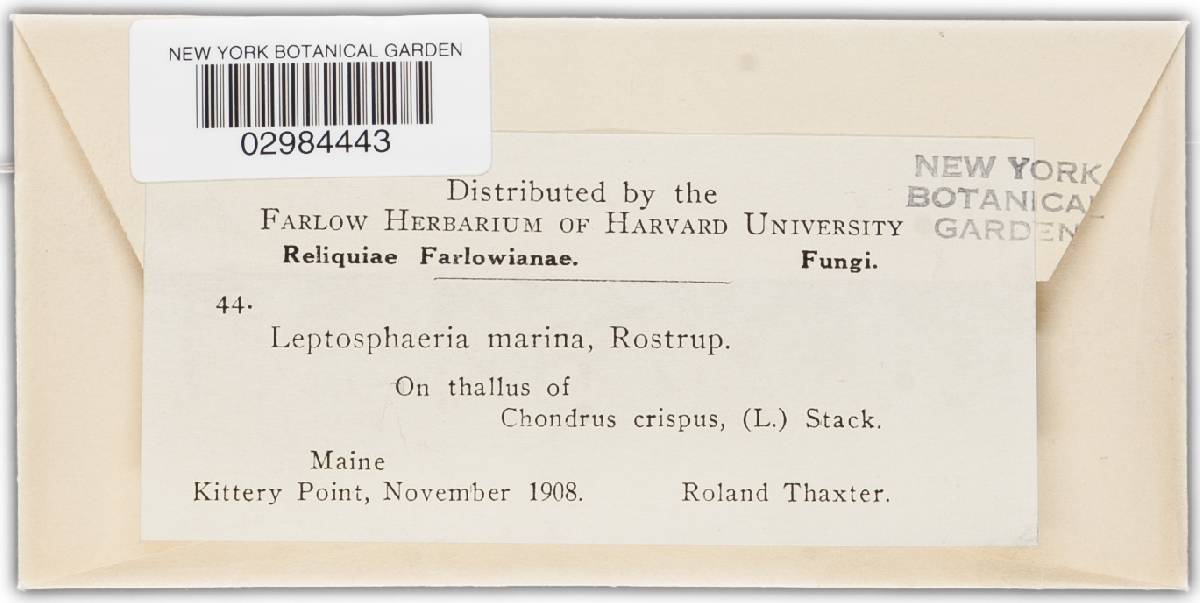 NEW YORK BOTANICAL GARDEN
02984443
NEW YORK
BOTANICAL
GARDEN
Distributed by the
FARLOW HERBARIUM OF HARVARD UNIVERSITY
Reliquiae Farlowianae. Fungi.
44.
Leptosphaeria marina, Rostrup.
On thallus of
Chondrus crispus, (L.) Stack.
Maine
Kittery Point, November 1908. Roland Thaxter.